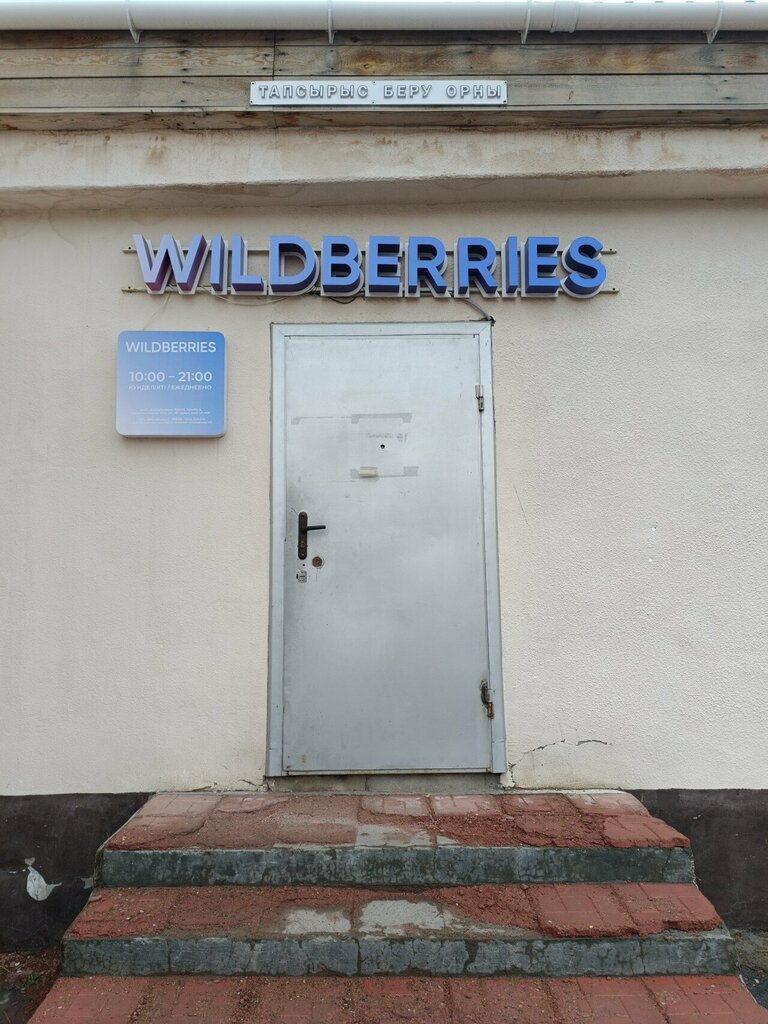 ТАПСЫРЫС БЕРУ ОРНЫ
WILDBERRIES
WILDBERRIES
10:00 – 21:00
КҮНДЕЛІКТІ / ЕЖЕДНЕВНО